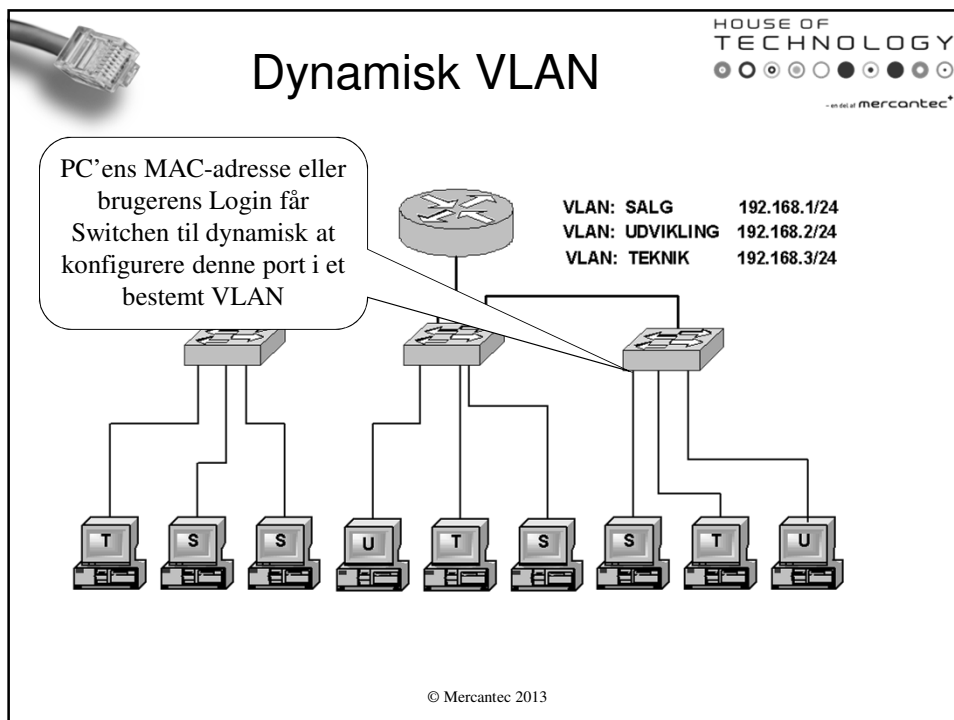 Dynamisk VLAN
HOUSE OF
TECHNOLOGY
- en del af mercantec+
PC’ens MAC-adresse eller
brugerens Login får
Switchen til dynamisk at
konfigurere denne port i et
bestemt VLAN
VLAN: SALG 192.168.1/24
VLAN: UDVIKLING 192.168.2/24
VLAN: TEKNIK 192.168.3/24
T S S U T S S T U
© Mercantec 2013